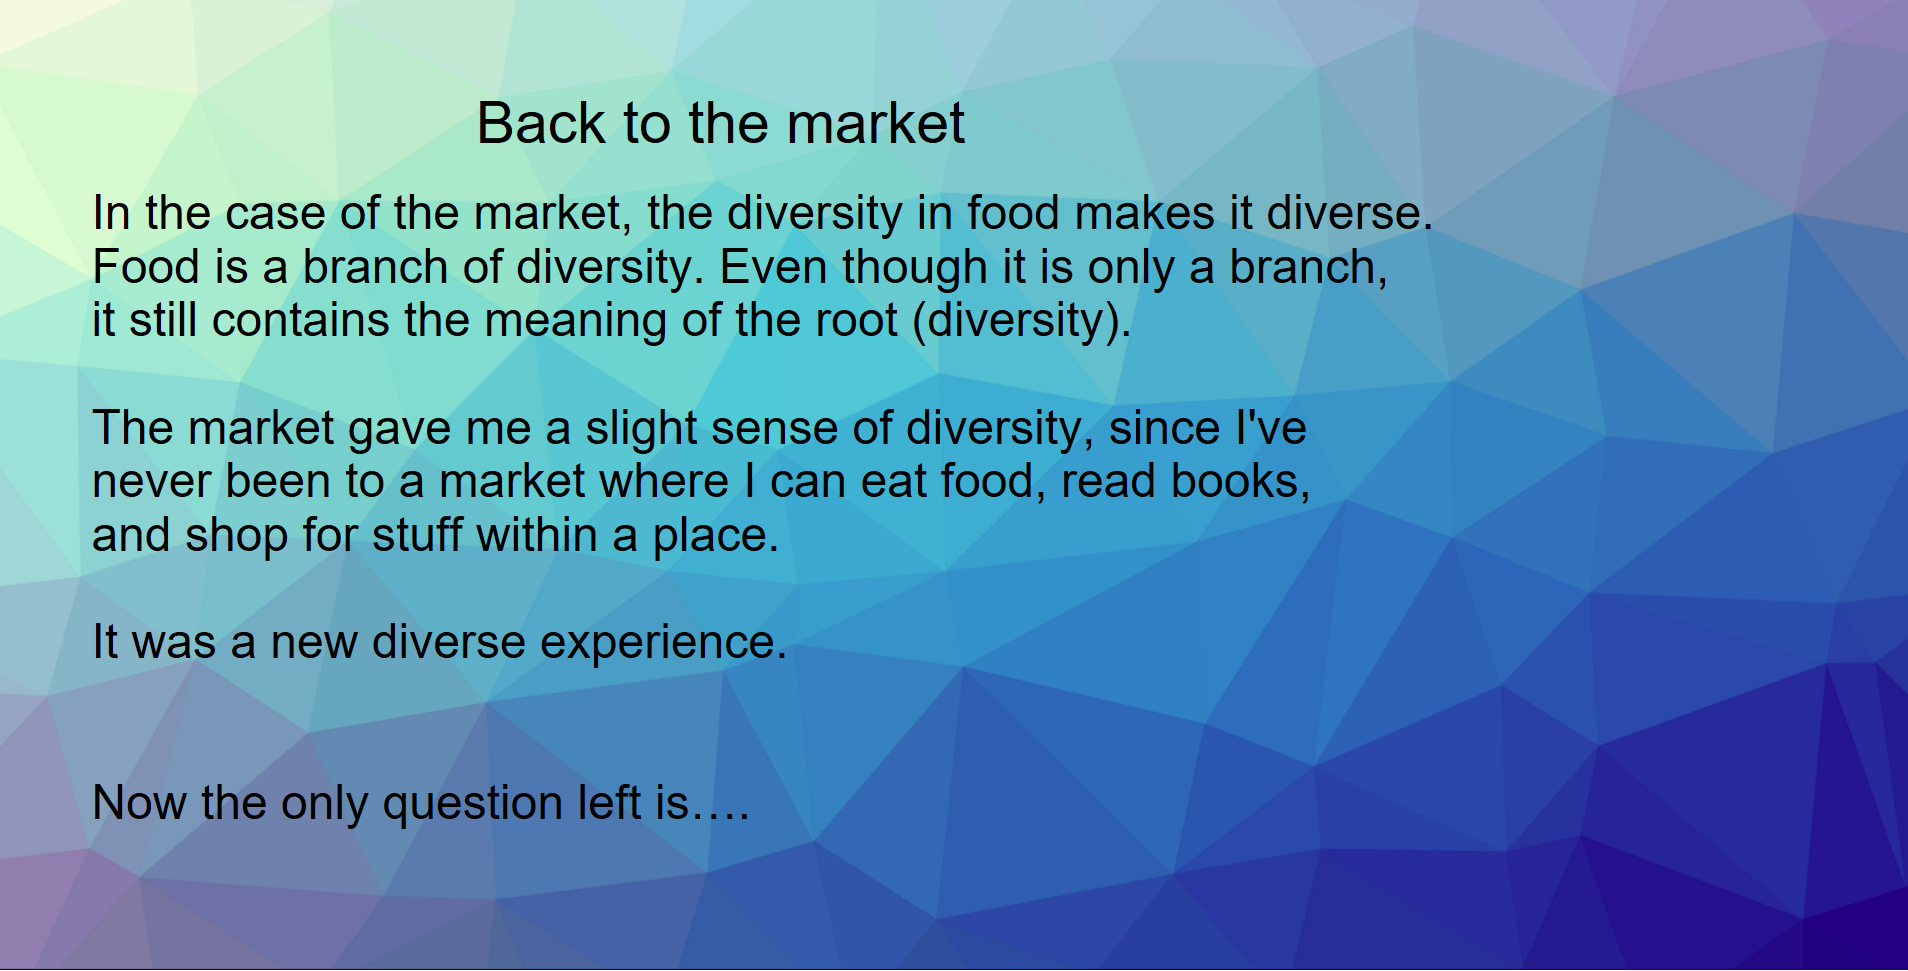 Back to the market
In the case of the market, the diversity in food makes it diverse.
Food is a branch of diversity. Even though it is only a branch,
it still contains the meaning of the root (diversity).
The market gave me a slight sense of diversity, since I've
never been to a market where I can eat food, read books,
and shop for stuff within a place.
It was a new diverse experience.
Now the only question left is….